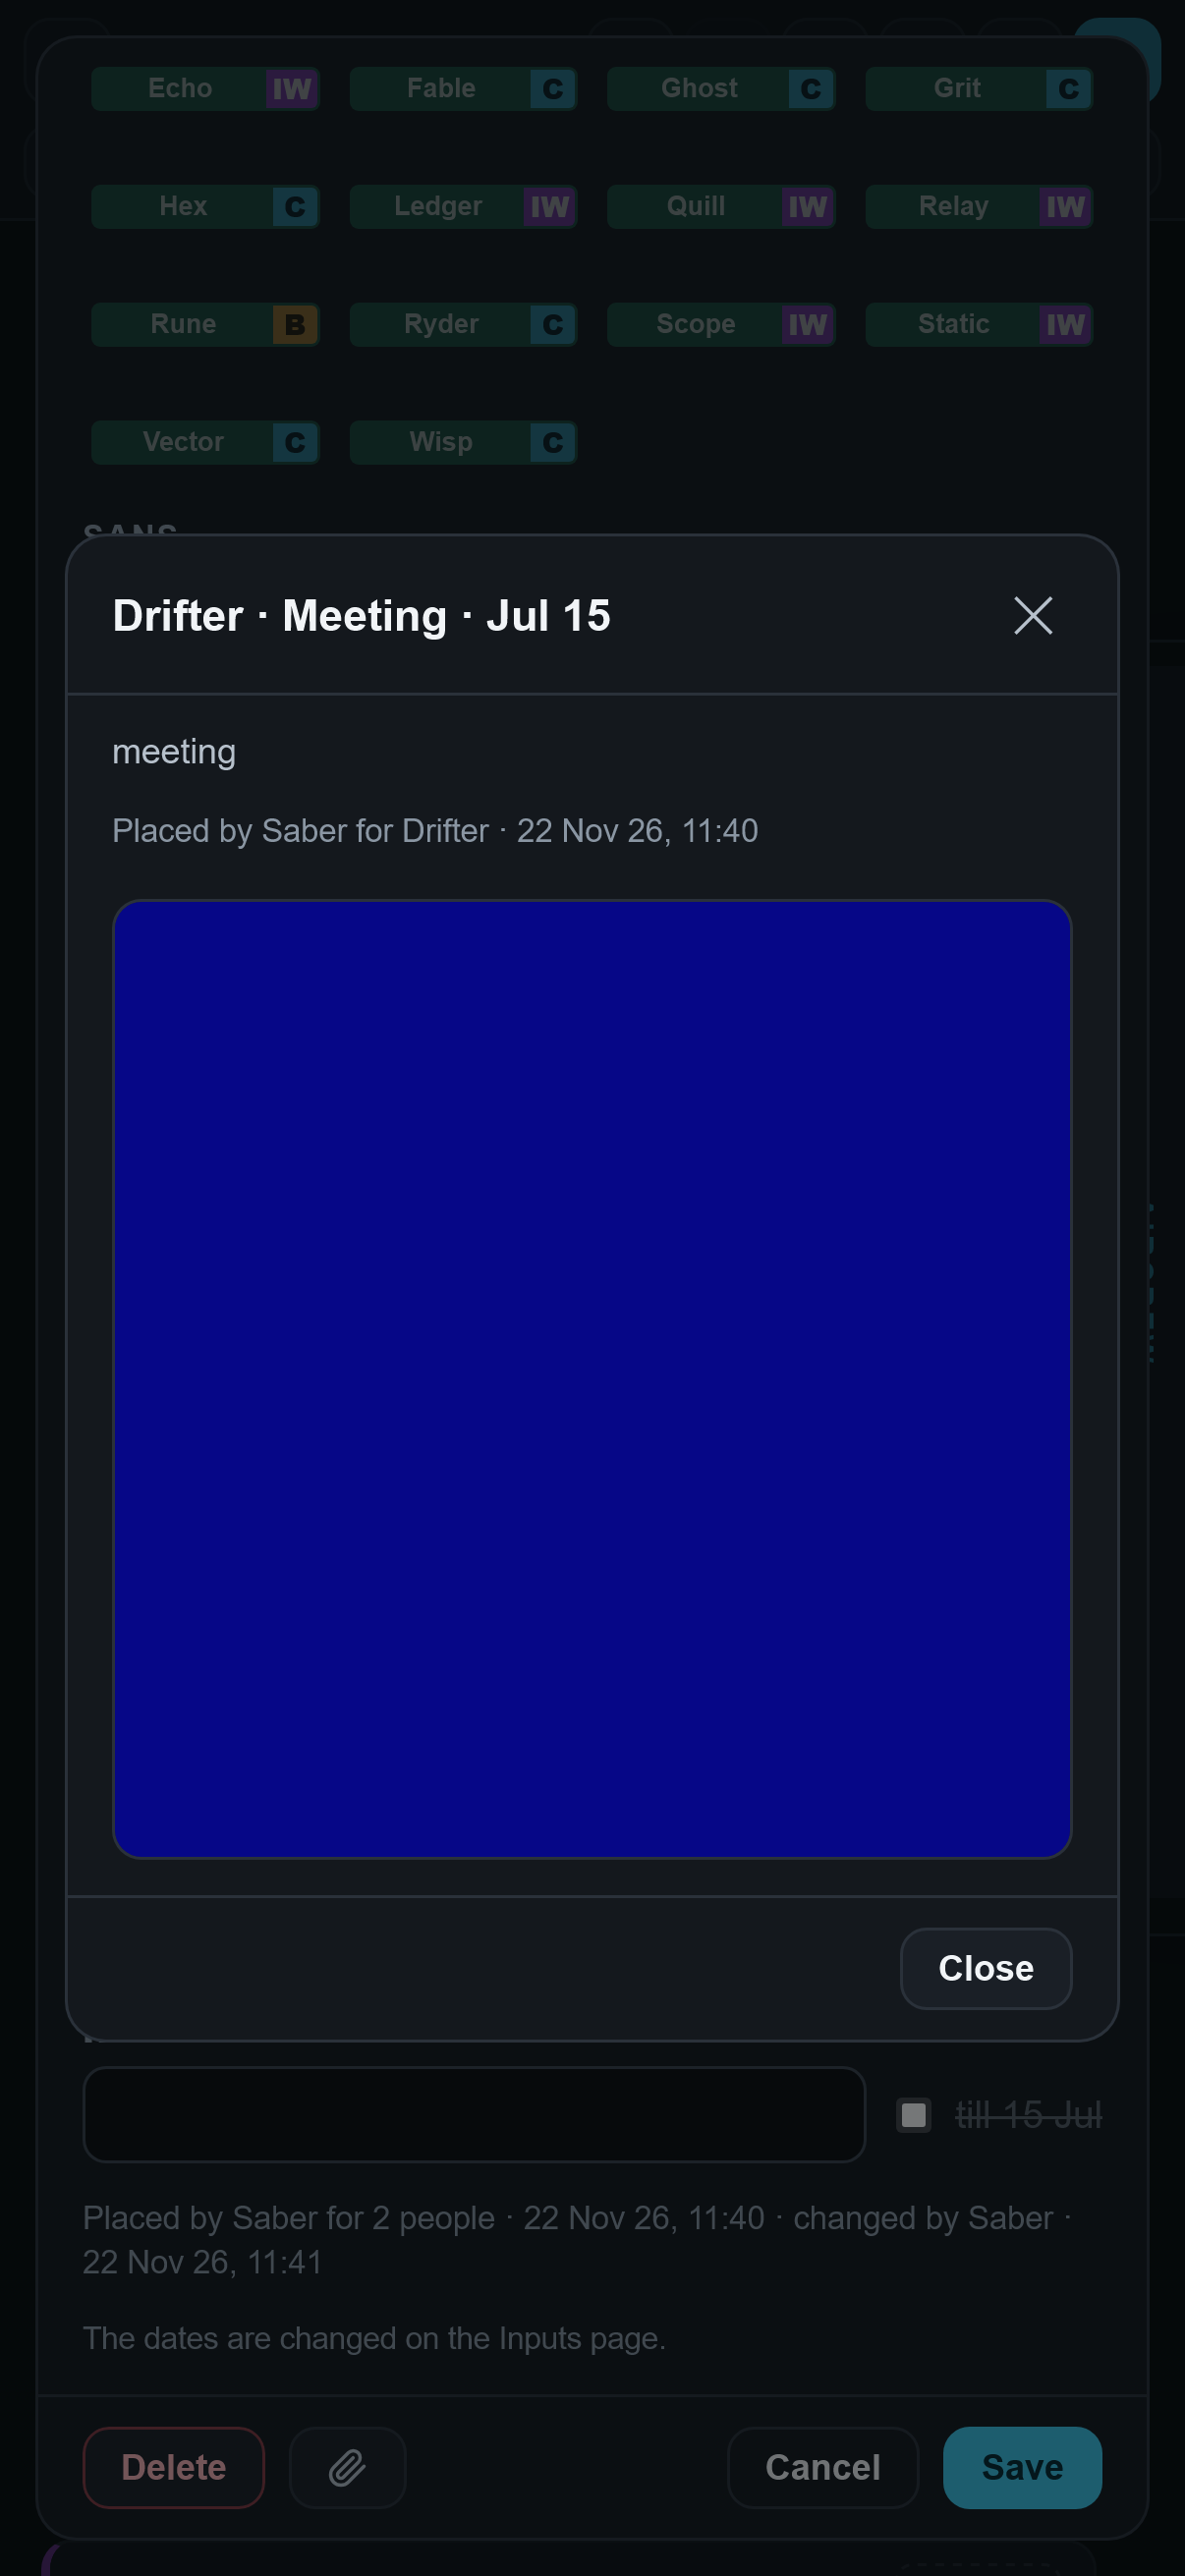 Echo IW Fable C Ghost C Grit C
Hex C Ledger IW Quill IW Relay IW
Rune B Ryder C Scope IW Static IW
Vector C Wisp C
SANS
Drifter · Meeting · Jul 15
meeting
Placed by Saber for Drifter · 22 Nov 26, 11:40
Close
till 15 Jul
Placed by Saber for 2 people · 22 Nov 26, 11:40 · changed by Saber ·
22 Nov 26, 11:41
The dates are changed on the Inputs page.
Delete Cancel Save